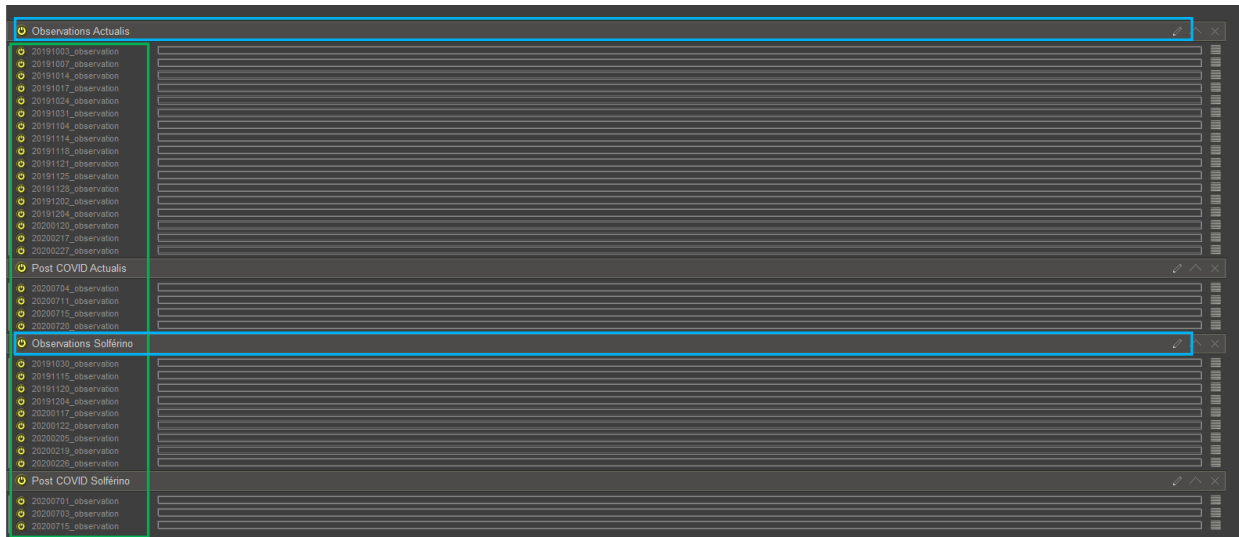 Observations Actualis
20191003_observation
20191007_observation
20191014_observation
20191017_observation
20191024_observation
20191031_observation
20191104_observation
20191114_observation
20191118_observation
20191121_observation
20191125_observation
20191128_observation
20191202_observation
20191204_observation
20200120_observation
20200217_observation
20200227_observation
Post COVID Actualis
20200704_observation
20200711_observation
20200715_observation
20200720_observation
Observations Solférino
20191030_observation
20191115_observation
20191120_observation
20191204_observation
20200117_observation
20200122_observation
20200205_observation
20200219_observation
20200226_observation
Post COVID Solférino
20200701_observation
20200703_observation
20200715_observation